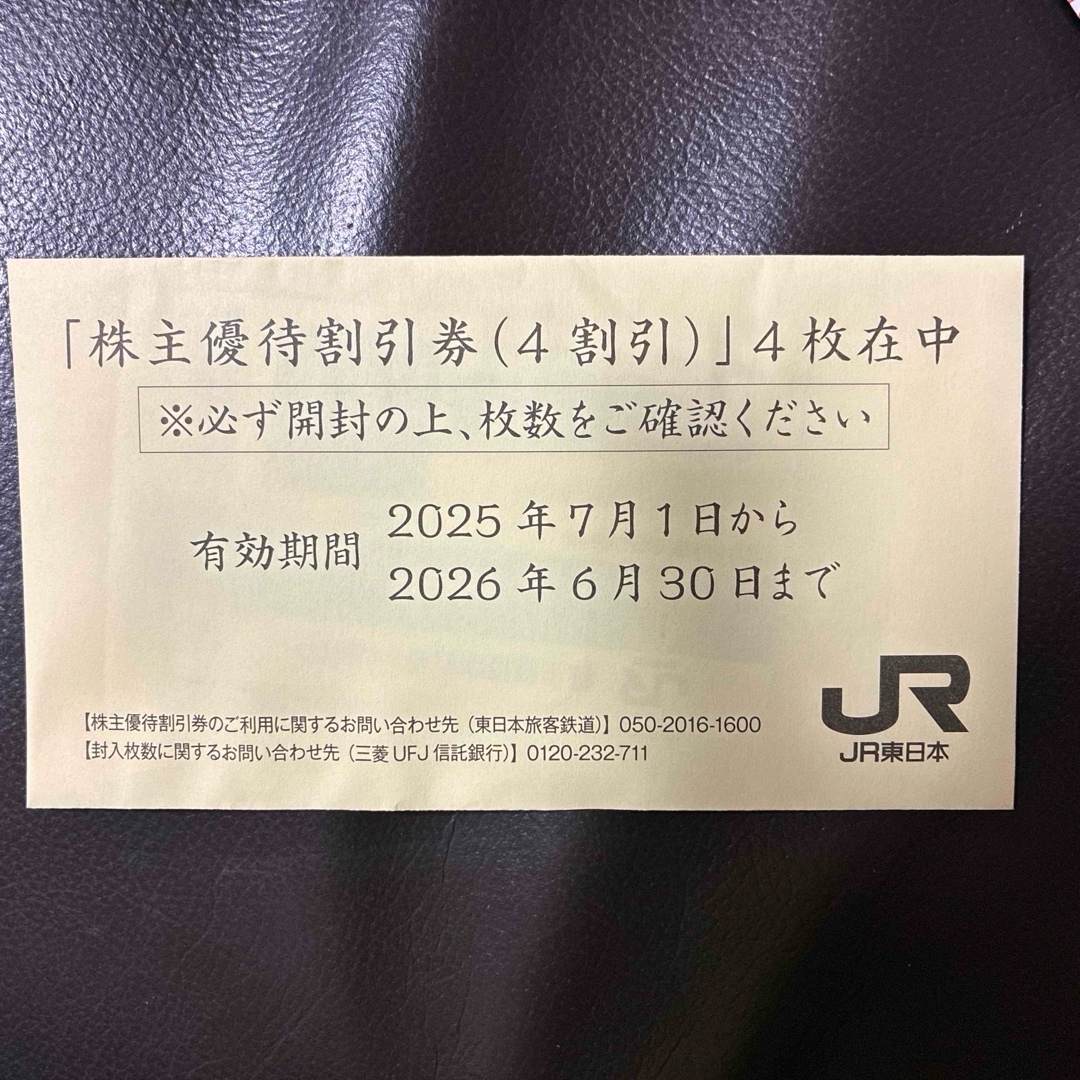 「株主優待割引券(4割引)」4枚在中
※必ず開封の上、枚数をご確認ください
有効期間
2025年7月1日から
2026年6月30日まで
【株主優待割引券のご利用に関するお問い合わせ先（東日本旅客鉄道）】050-2016-1600
【封入枚数に関するお問い合わせ先（三菱UFJ信託銀行）】0120-232-711
JR
JR東日本